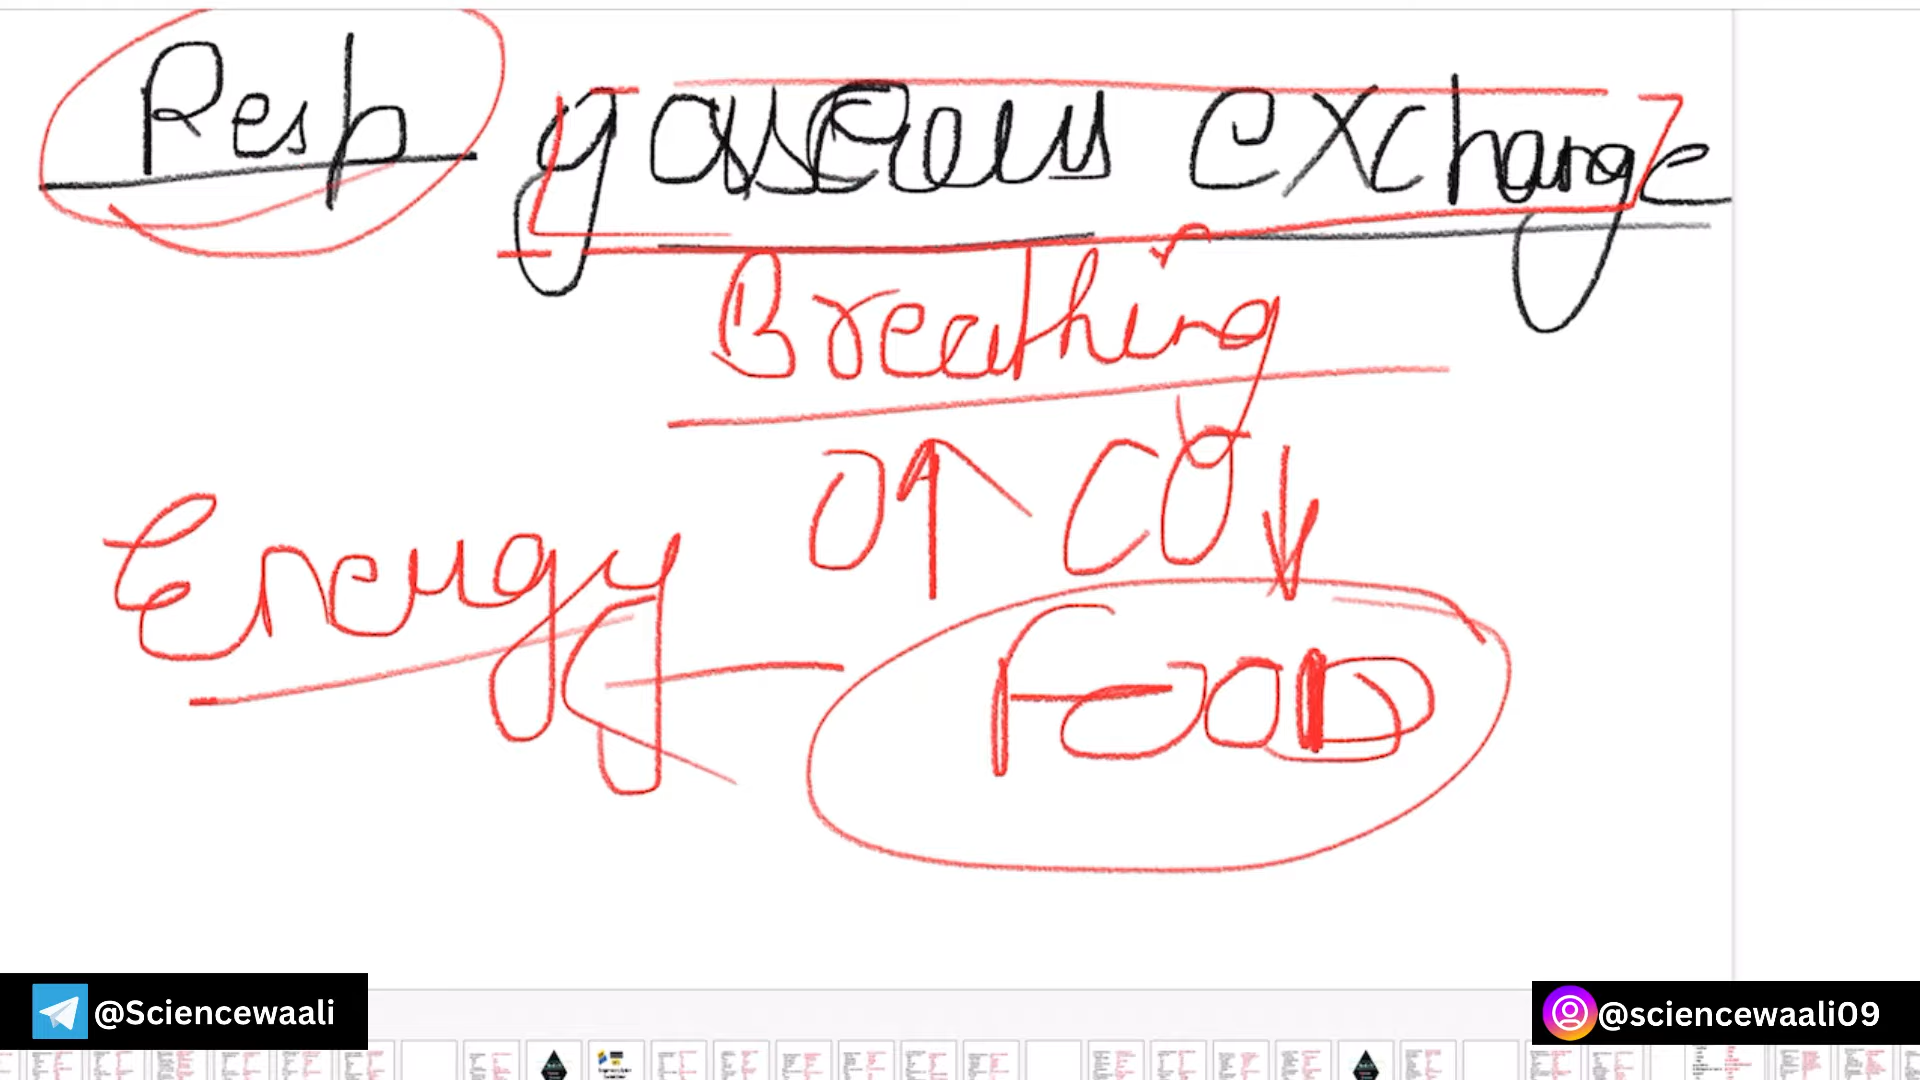 Resp gaseous exchange
Breathing
O↑ CO↓
Energy
FOOD
@Sciencewaali
@sciencewaali09